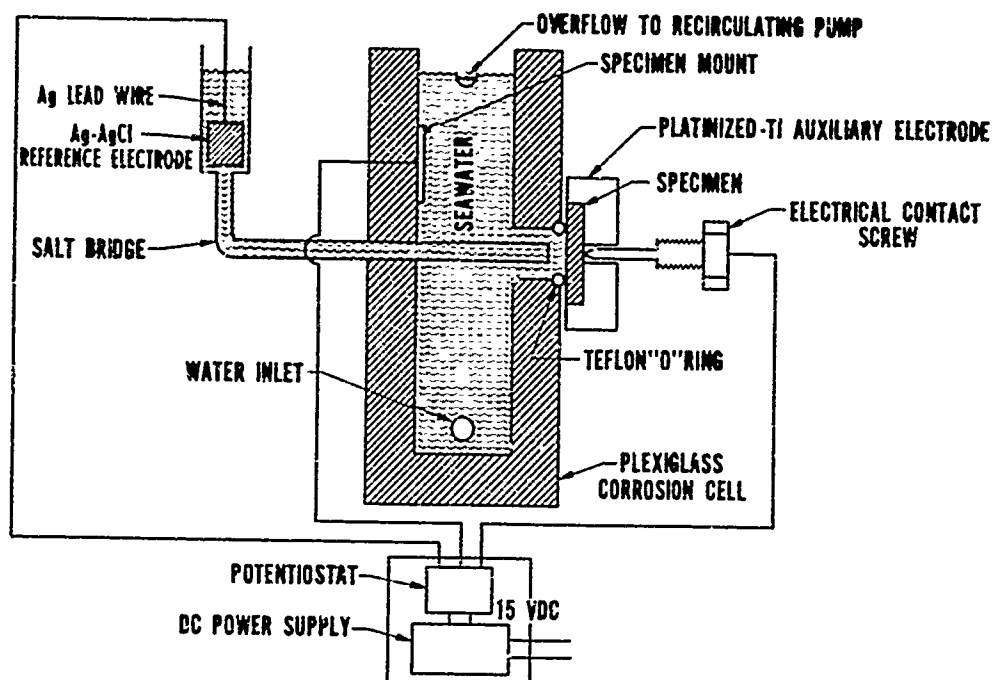 OVERFLOW TO RECIRCULATING PUMP
SPECIMEN MOUNT
Ag LEAD WIRE
Ag-AgCl
REFERENCE ELECTRODE
PLATINIZED-TI AUXILIARY ELECTRODE
SPECIMEN
ELECTRICAL CONTACT
SCREW
SEAWATER
SALT BRIDGE
TEFLON"O"RING
WATER INLET
PLEXIGLASS
CORROSION CELL
POTENTIOSTAT
15 VDC
DC POWER SUPPLY